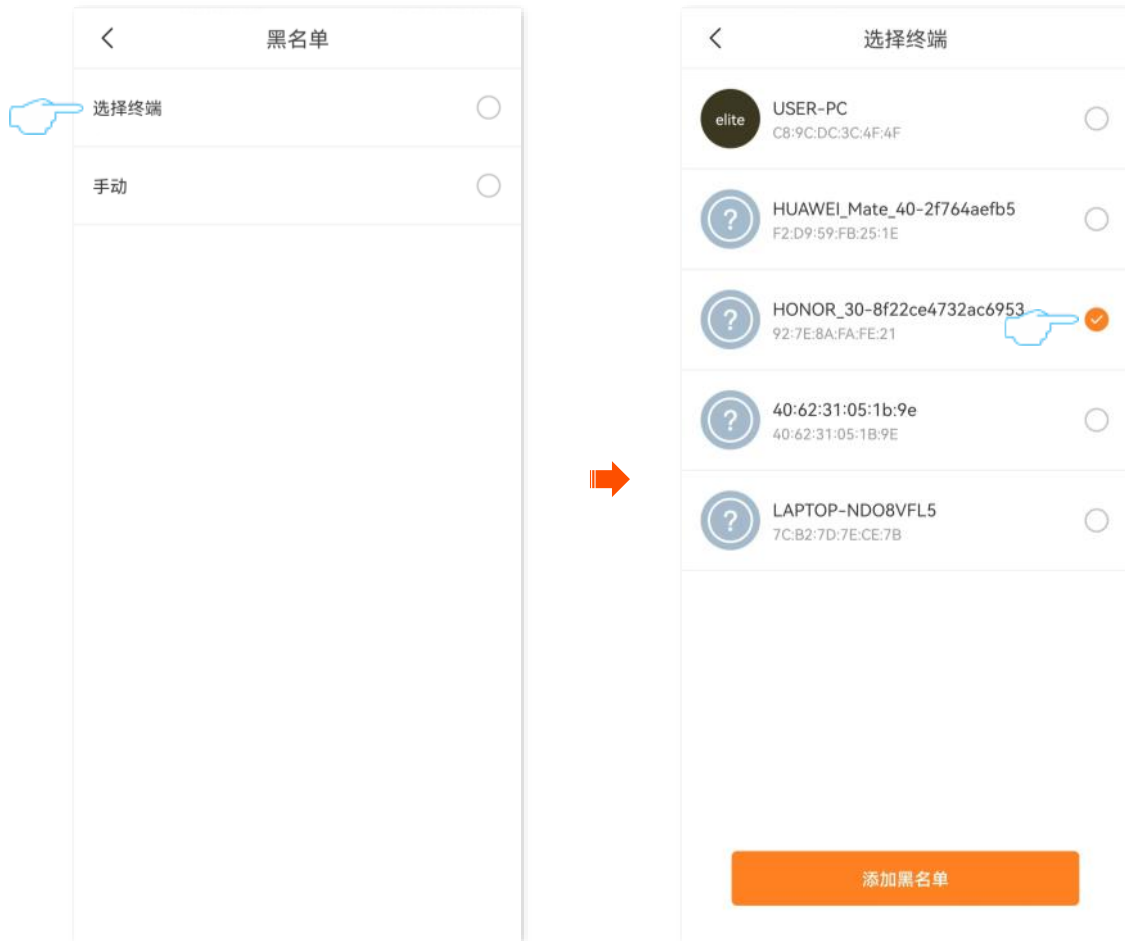 黑名单
选择终端
手动
选择终端
elite
USER-PC
C8:9C:DC:3C:4F:4F
HUAWEI_Mate_40-2f764aefb5
F2:D9:59:FB:25:1E
HONOR_30-8f22ce4732ac6953
92:7E:8A:FA:FE:21
40:62:31:05:1b:9e
40:62:31:05:1B:9E
LAPTOP-NDO8VFL5
7C:B2:7D:7E:CE:7B
添加黑名单